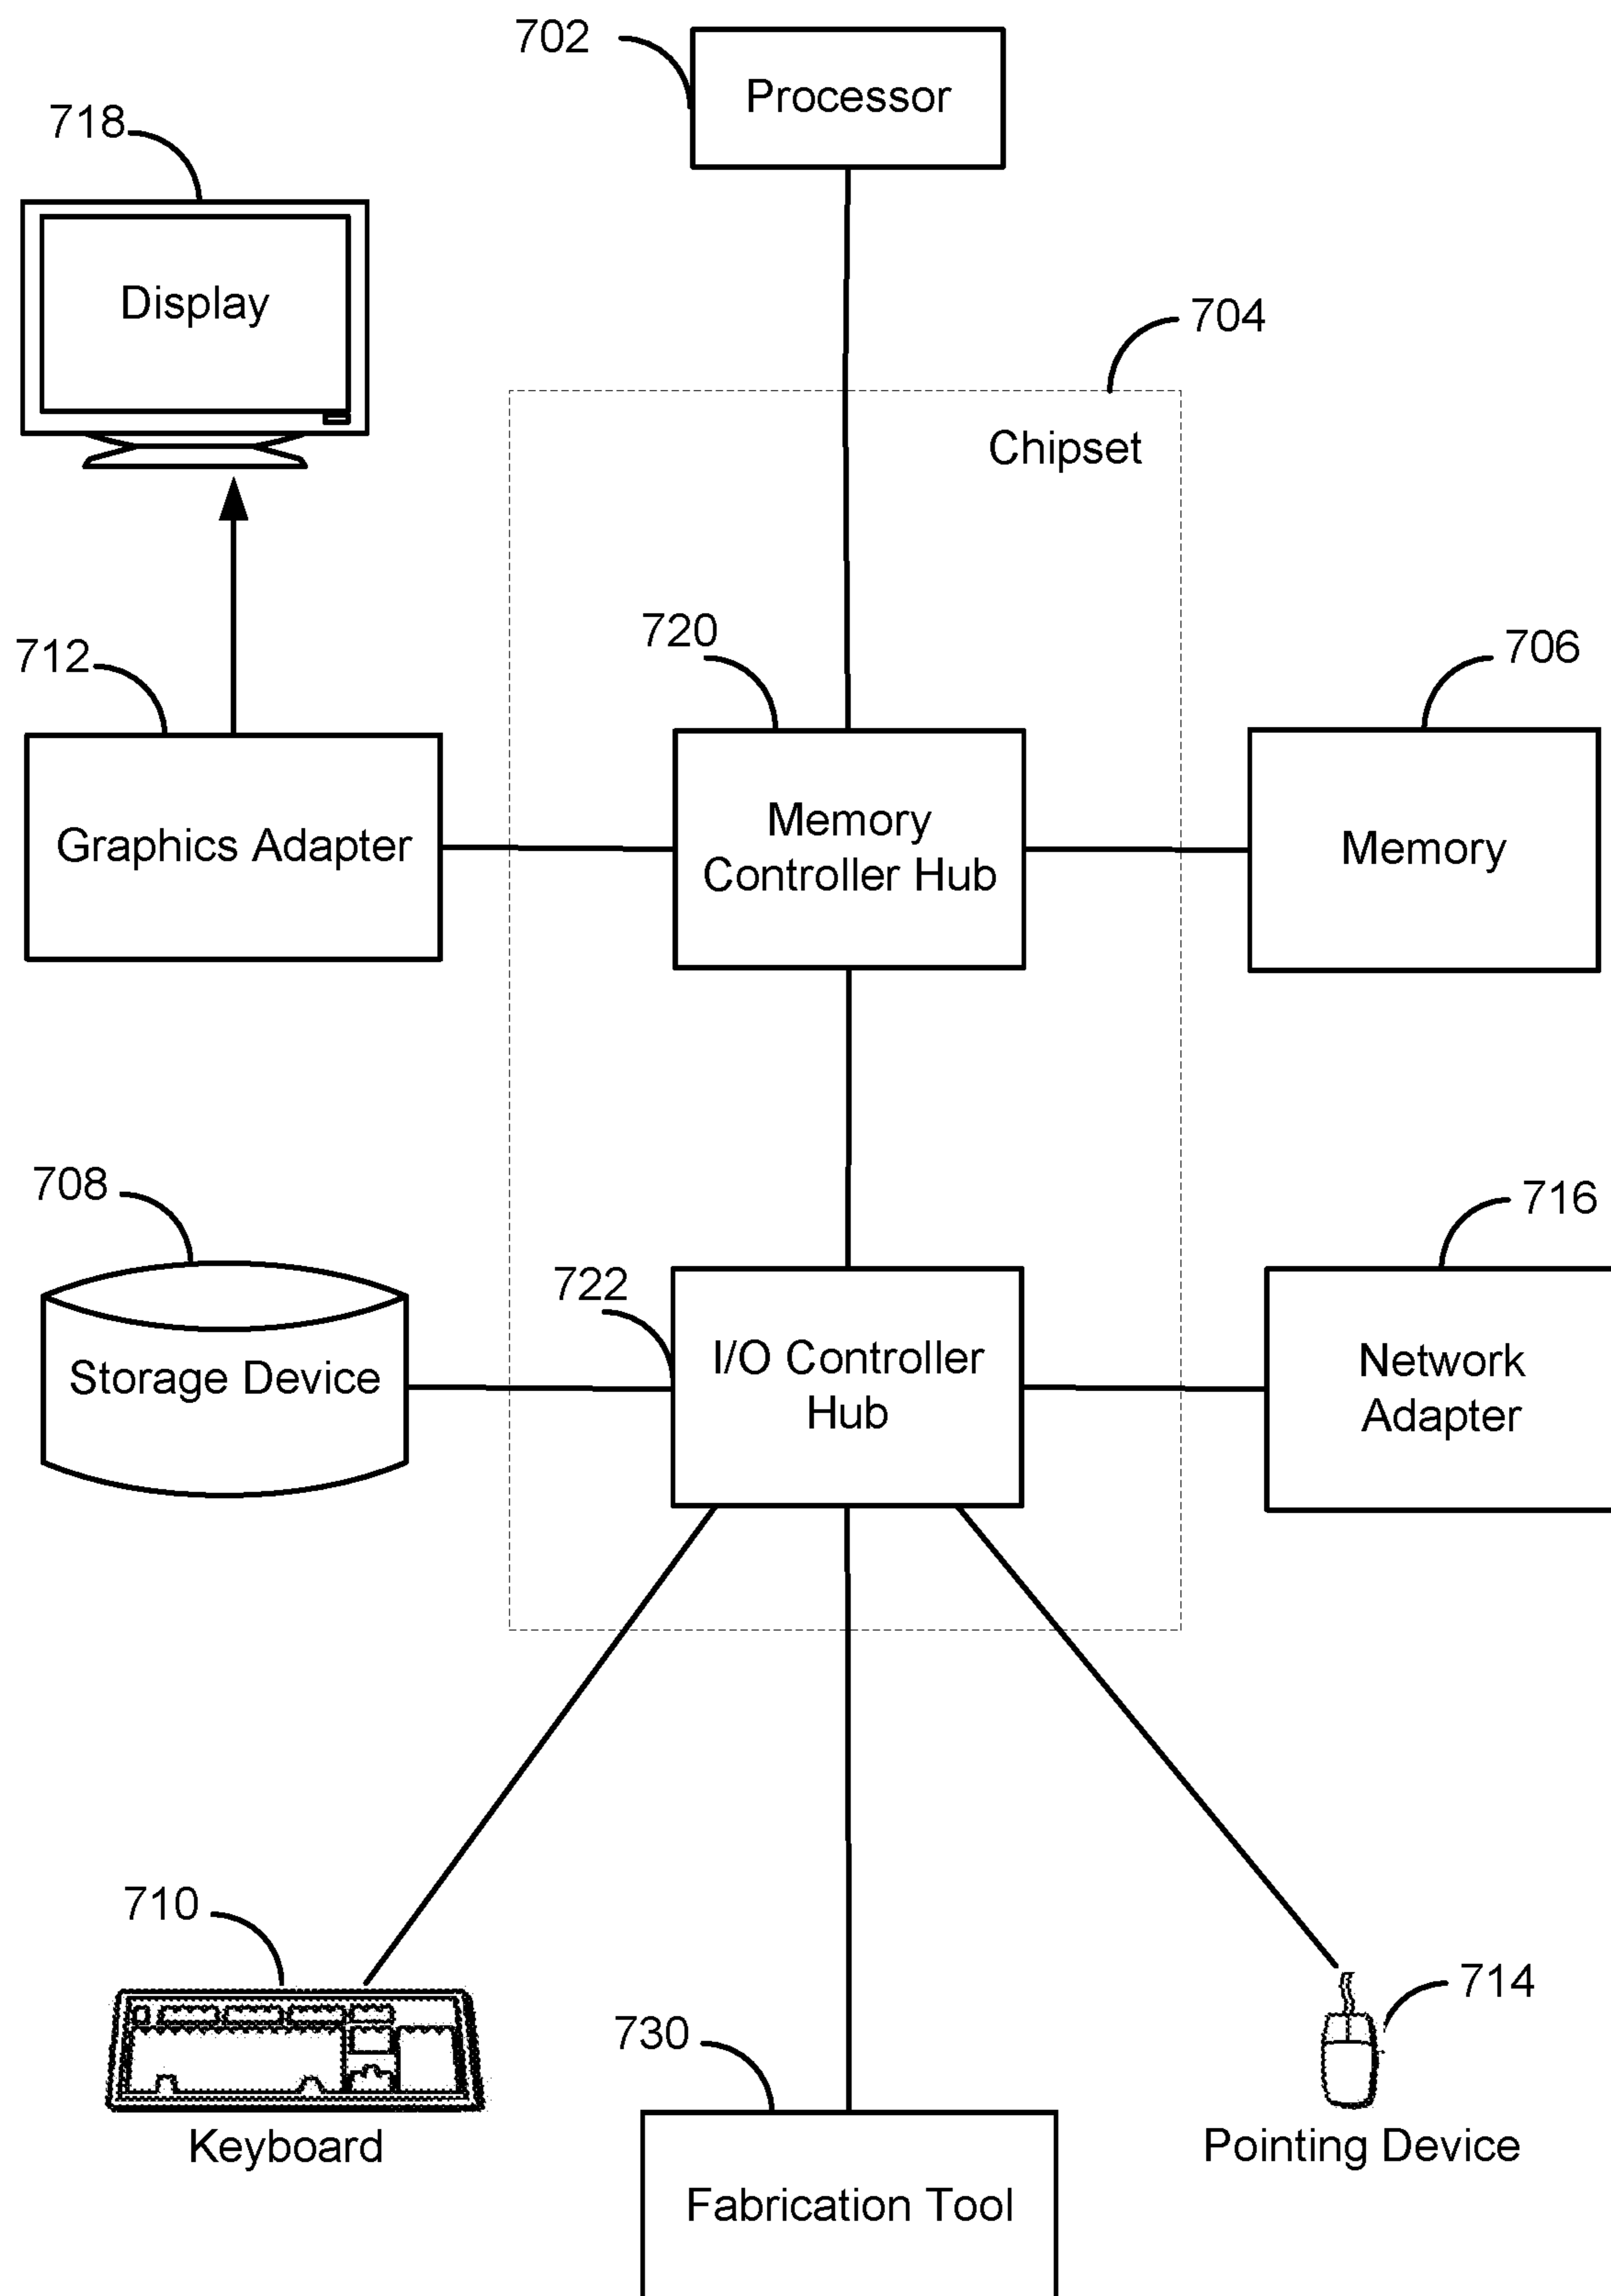 702
Processor
718
Display
704
Chipset
720
706
712
Memory
Controller Hub
Graphics Adapter
Memory
708
716
722
I/O Controller
Hub
Storage Device
Network
Adapter
710
714
730
Keyboard
Pointing Device
Fabrication Tool